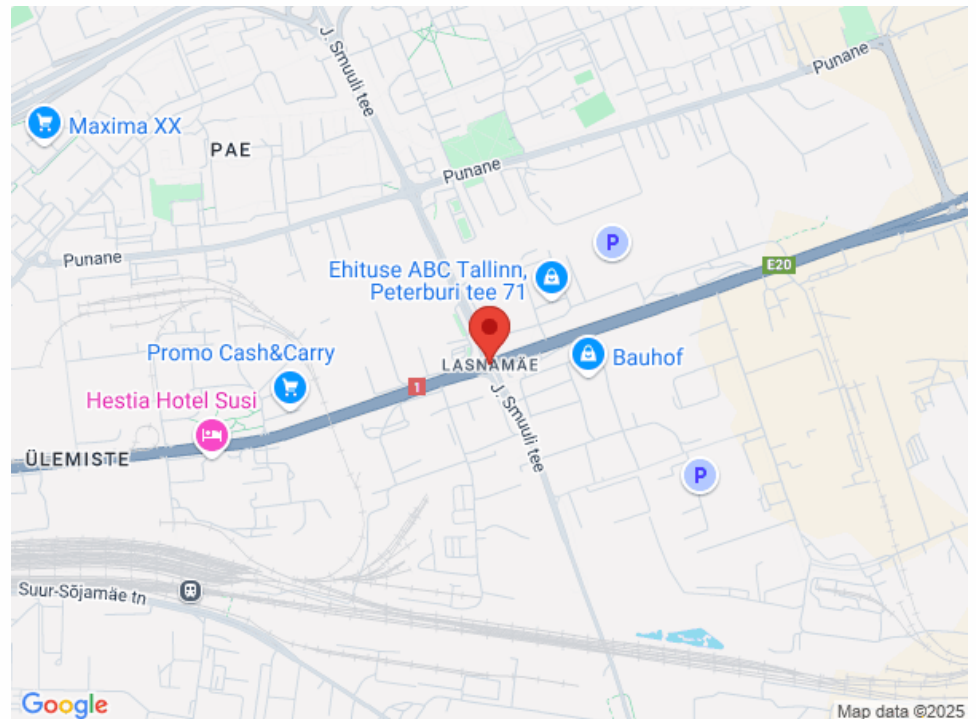 J. Smuuli tee
Punane
Maxima XX
PAE
Punane
Punane
P
Ehituse ABC Tallinn,
Peterburi tee 71
E20
Promo Cash&Carry
LASNAMÄE
Bauhof
1
Hestia Hotel Susi
J. Smuuli tee
ÜLEMISTE
P
Suur-Sõjamäe tn
Google
Map data ©2025